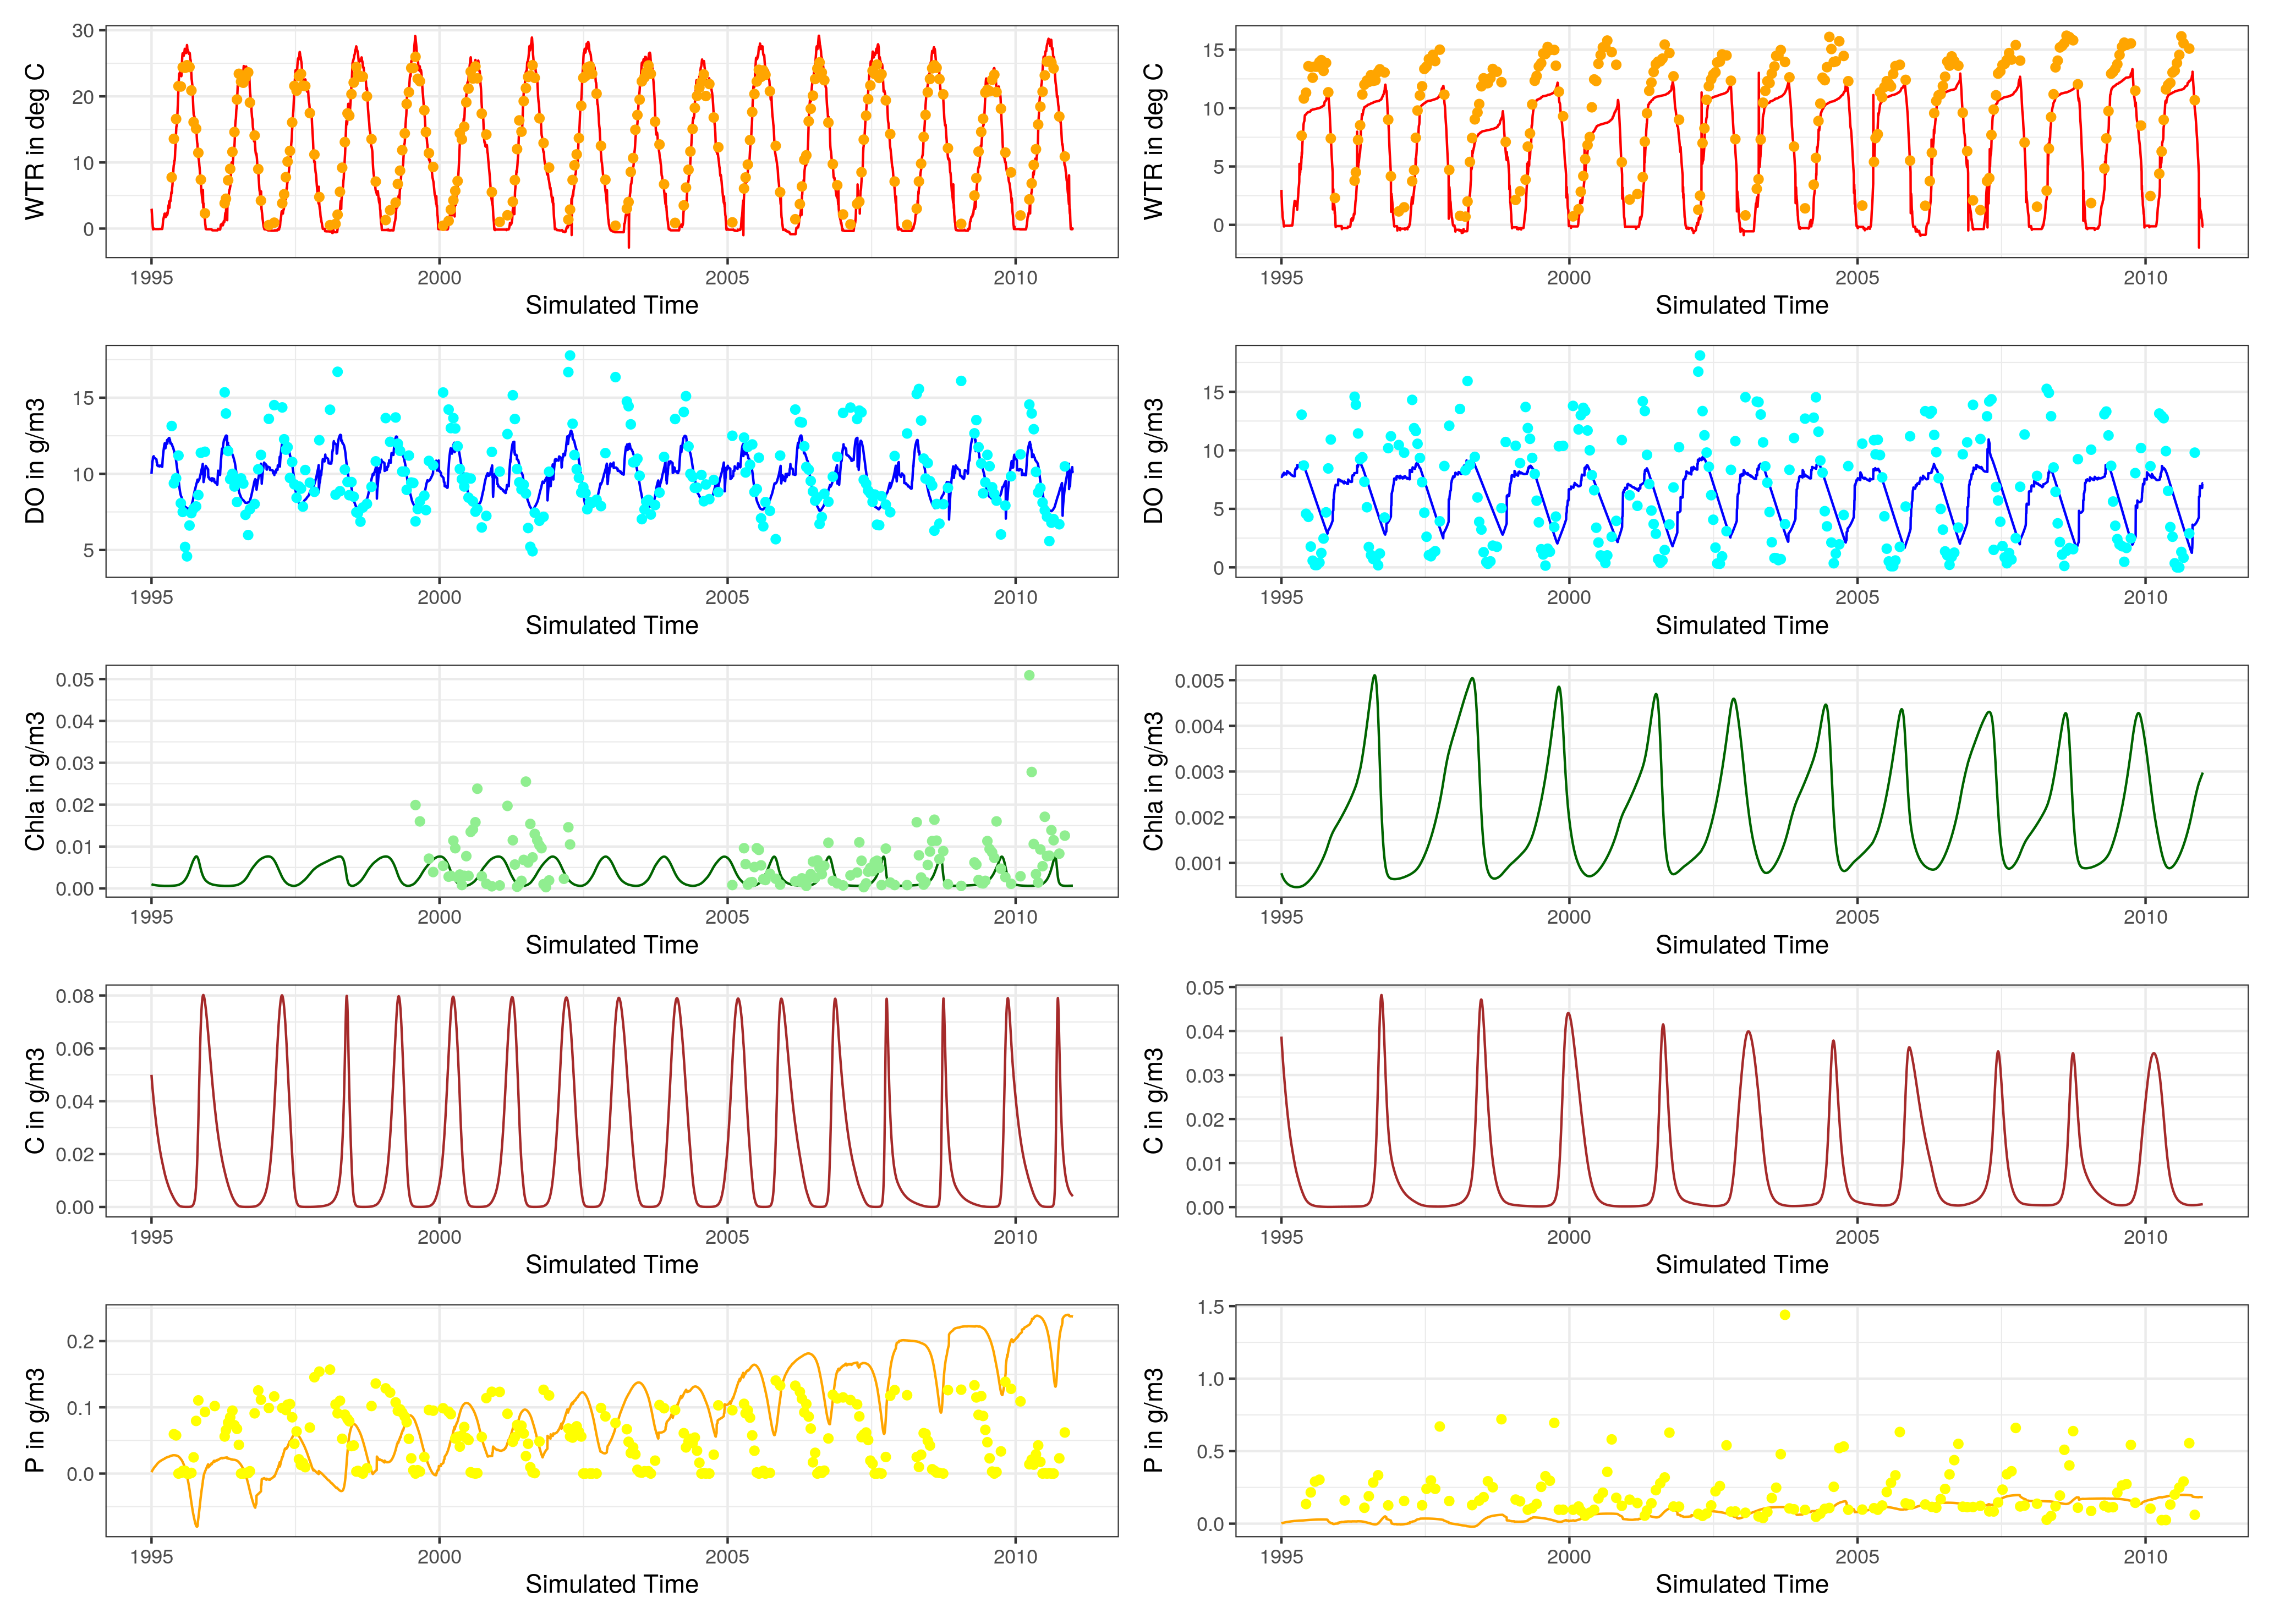 WTR in deg C
30
20
10
0
1995 2000 2005 2010
Simulated Time
WTR in deg C
15
10
5
0
1995 2000 2005 2010
Simulated Time
DO in g/m3
15
10
5
1995 2000 2005 2010
Simulated Time
DO in g/m3
15
10
5
0
1995 2000 2005 2010
Simulated Time
Chla in g/m3
0.05
0.04
0.03
0.02
0.01
0.00
1995 2000 2005 2010
Simulated Time
Chla in g/m3
0.005
0.004
0.003
0.002
0.001
1995 2000 2005 2010
Simulated Time
C in g/m3
0.08
0.06
0.04
0.02
0.00
1995 2000 2005 2010
Simulated Time
C in g/m3
0.05
0.04
0.03
0.02
0.01
0.00
1995 2000 2005 2010
Simulated Time
P in g/m3
0.2
0.1
0.0
1995 2000 2005 2010
Simulated Time
P in g/m3
1.5
1.0
0.5
0.0
1995 2000 2005 2010
Simulated Time